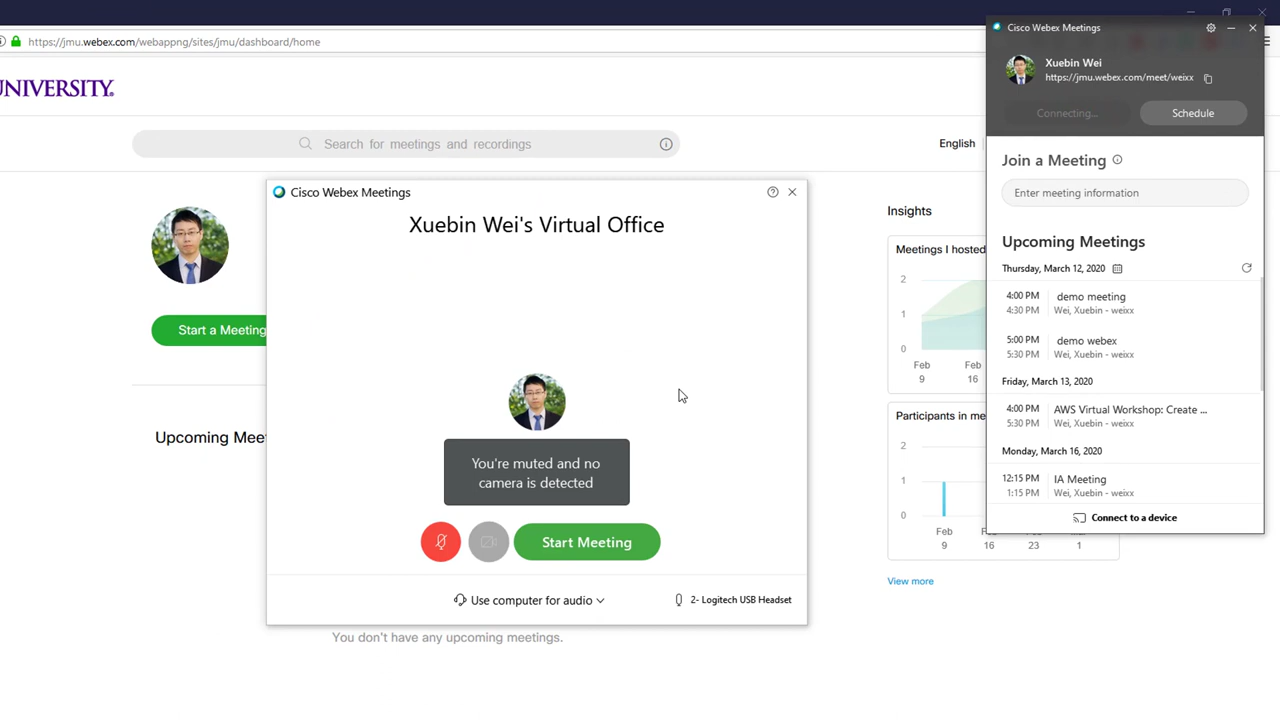 https://jmu.webex.com/webappng/sites/jmu/dashboard/home
UNIVERSITY.
Search for meetings and recordings
English
Start a Meeting
Upcoming Meet
You don't have any upcoming meetings.
Cisco Webex Meetings
Xuebin Wei's Virtual Office
You're muted and no
camera is detected
Start Meeting
Use computer for audio
2- Logitech USB Headset
Insights
Meetings I hosted
2
1
0
Feb
9
Feb
16
Participants in me
2
1
0
Feb
9
16
Feb
23
Mar
1
View more
Cisco Webex Meetings
Xuebin Wei
https://jmu.webex.com/meet/weixx
Connecting...
Schedule
Join a Meeting
Enter meeting information
Upcoming Meetings
Thursday, March 12, 2020
4:00 PM demo meeting
4:30 PM Wei, Xuebin - weixx
5:00 PM demo webex
5:30 PM Wei, Xuebin - weixx
Friday, March 13, 2020
4:00 PM AWS Virtual Workshop: Create ...
5:30 PM Wei, Xuebin - weixx
Monday, March 16, 2020
12:15 PM IA Meeting
1:15 PM Wei, Xuebin - weixx
Connect to a device